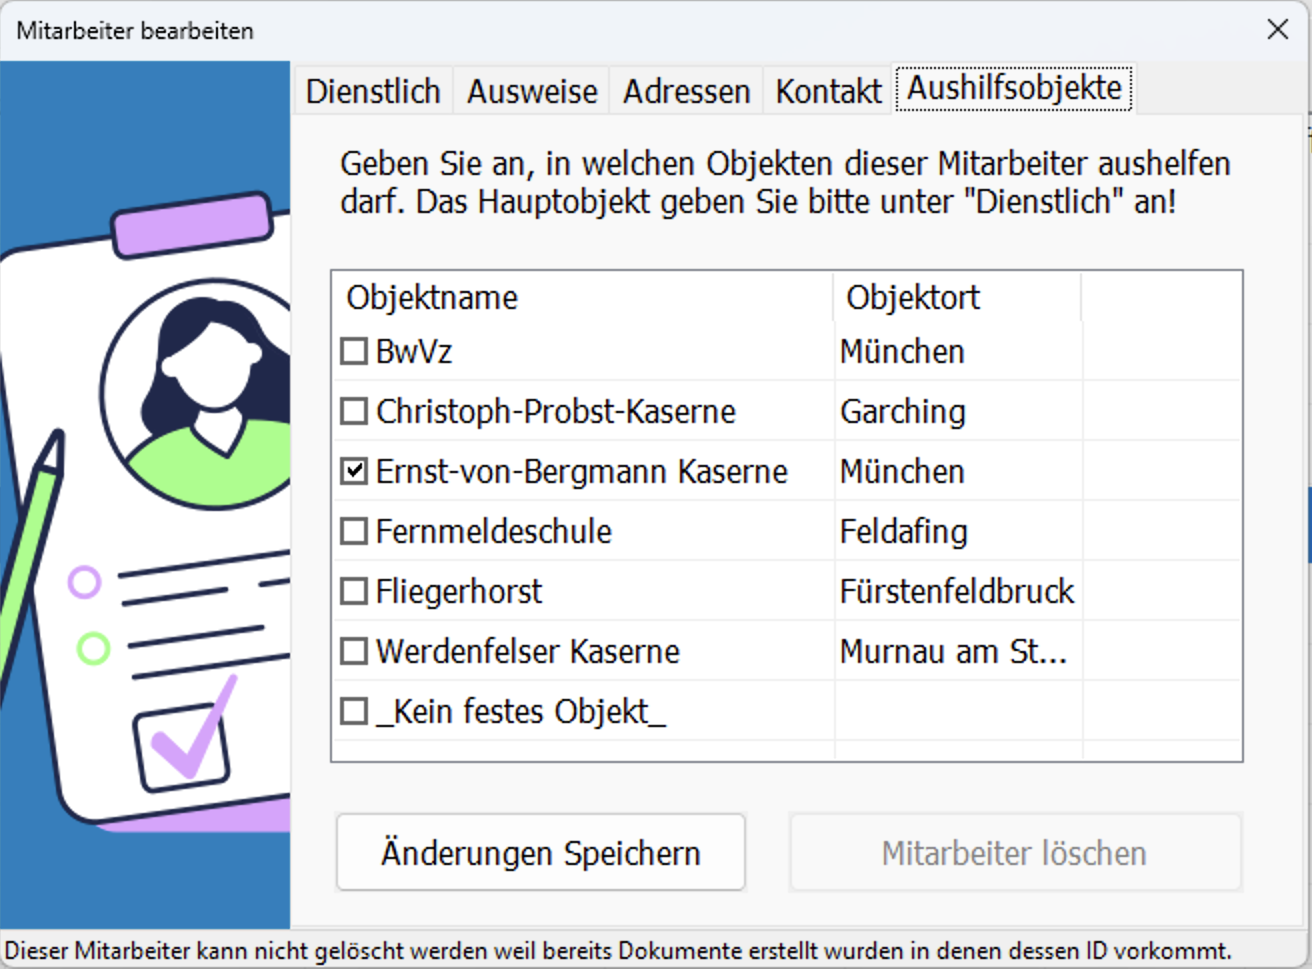 Mitarbeiter bearbeiten
Dienstlich Ausweise Adressen Kontakt Aushilfsobjekte
Geben Sie an, in welchen Objekten dieser Mitarbeiter aushelfen
darf. Das Hauptobjekt geben Sie bitte unter "Dienstlich" an!
Objektname Objektort
BwVz München
Christoph-Probst-Kaserne Garching
Ernst-von-Bergmann Kaserne München
Fernmeldeschule Feldafing
Fliegerhorst Fürstenfeldbruck
Werdenfelser Kaserne Murnau am St...
_Kein festes Objekt_
Änderungen Speichern Mitarbeiter löschen
Dieser Mitarbeiter kann nicht gelöscht werden weil bereits Dokumente erstellt wurden in denen dessen ID vorkommt.